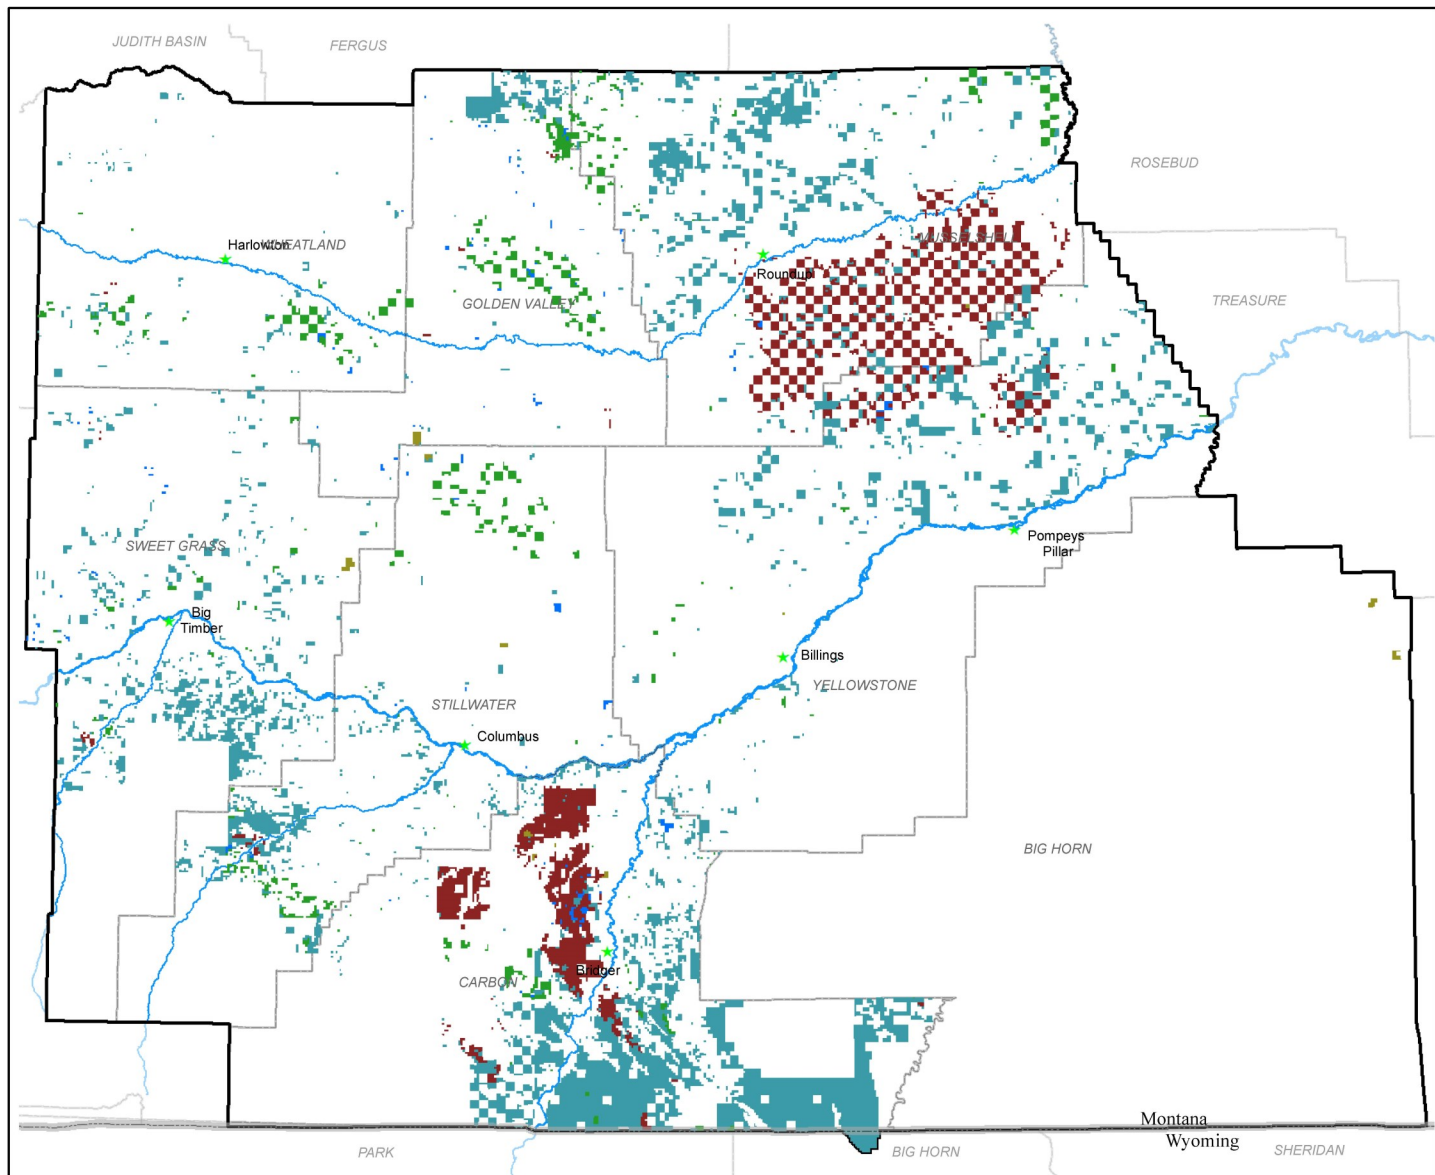 JUDITH BASIN
FERGUS
ROSEBUD
Harlowton
WHEATLAND
MUSSELSHELL
Roundup
GOLDEN VALLEY
TREASURE
Pompeys
Pillar
SWEET GRASS
Big
Timber
Billings
YELLOWSTONE
STILLWATER
Columbus
BIG HORN
Bridger
CARBON
Montana
Wyoming
PARK
BIG HORN
SHERIDAN